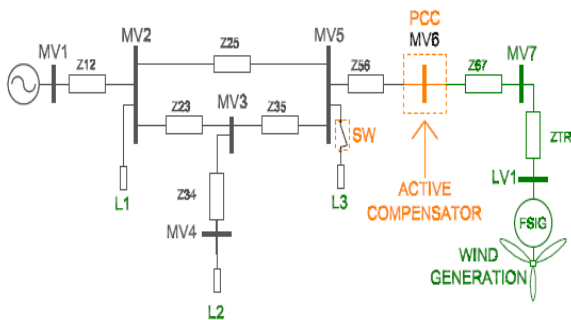 PCC
MV1
Z12
MV2
Z25
MV5
Z56
MV6
Z67
MV7
Z23
MV3
Z35
SW
ZTR
L1
Z34
L3
ACTIVE
COMPENSATOR
LV1
MV4
FSIG
WIND
GENERATION
L2